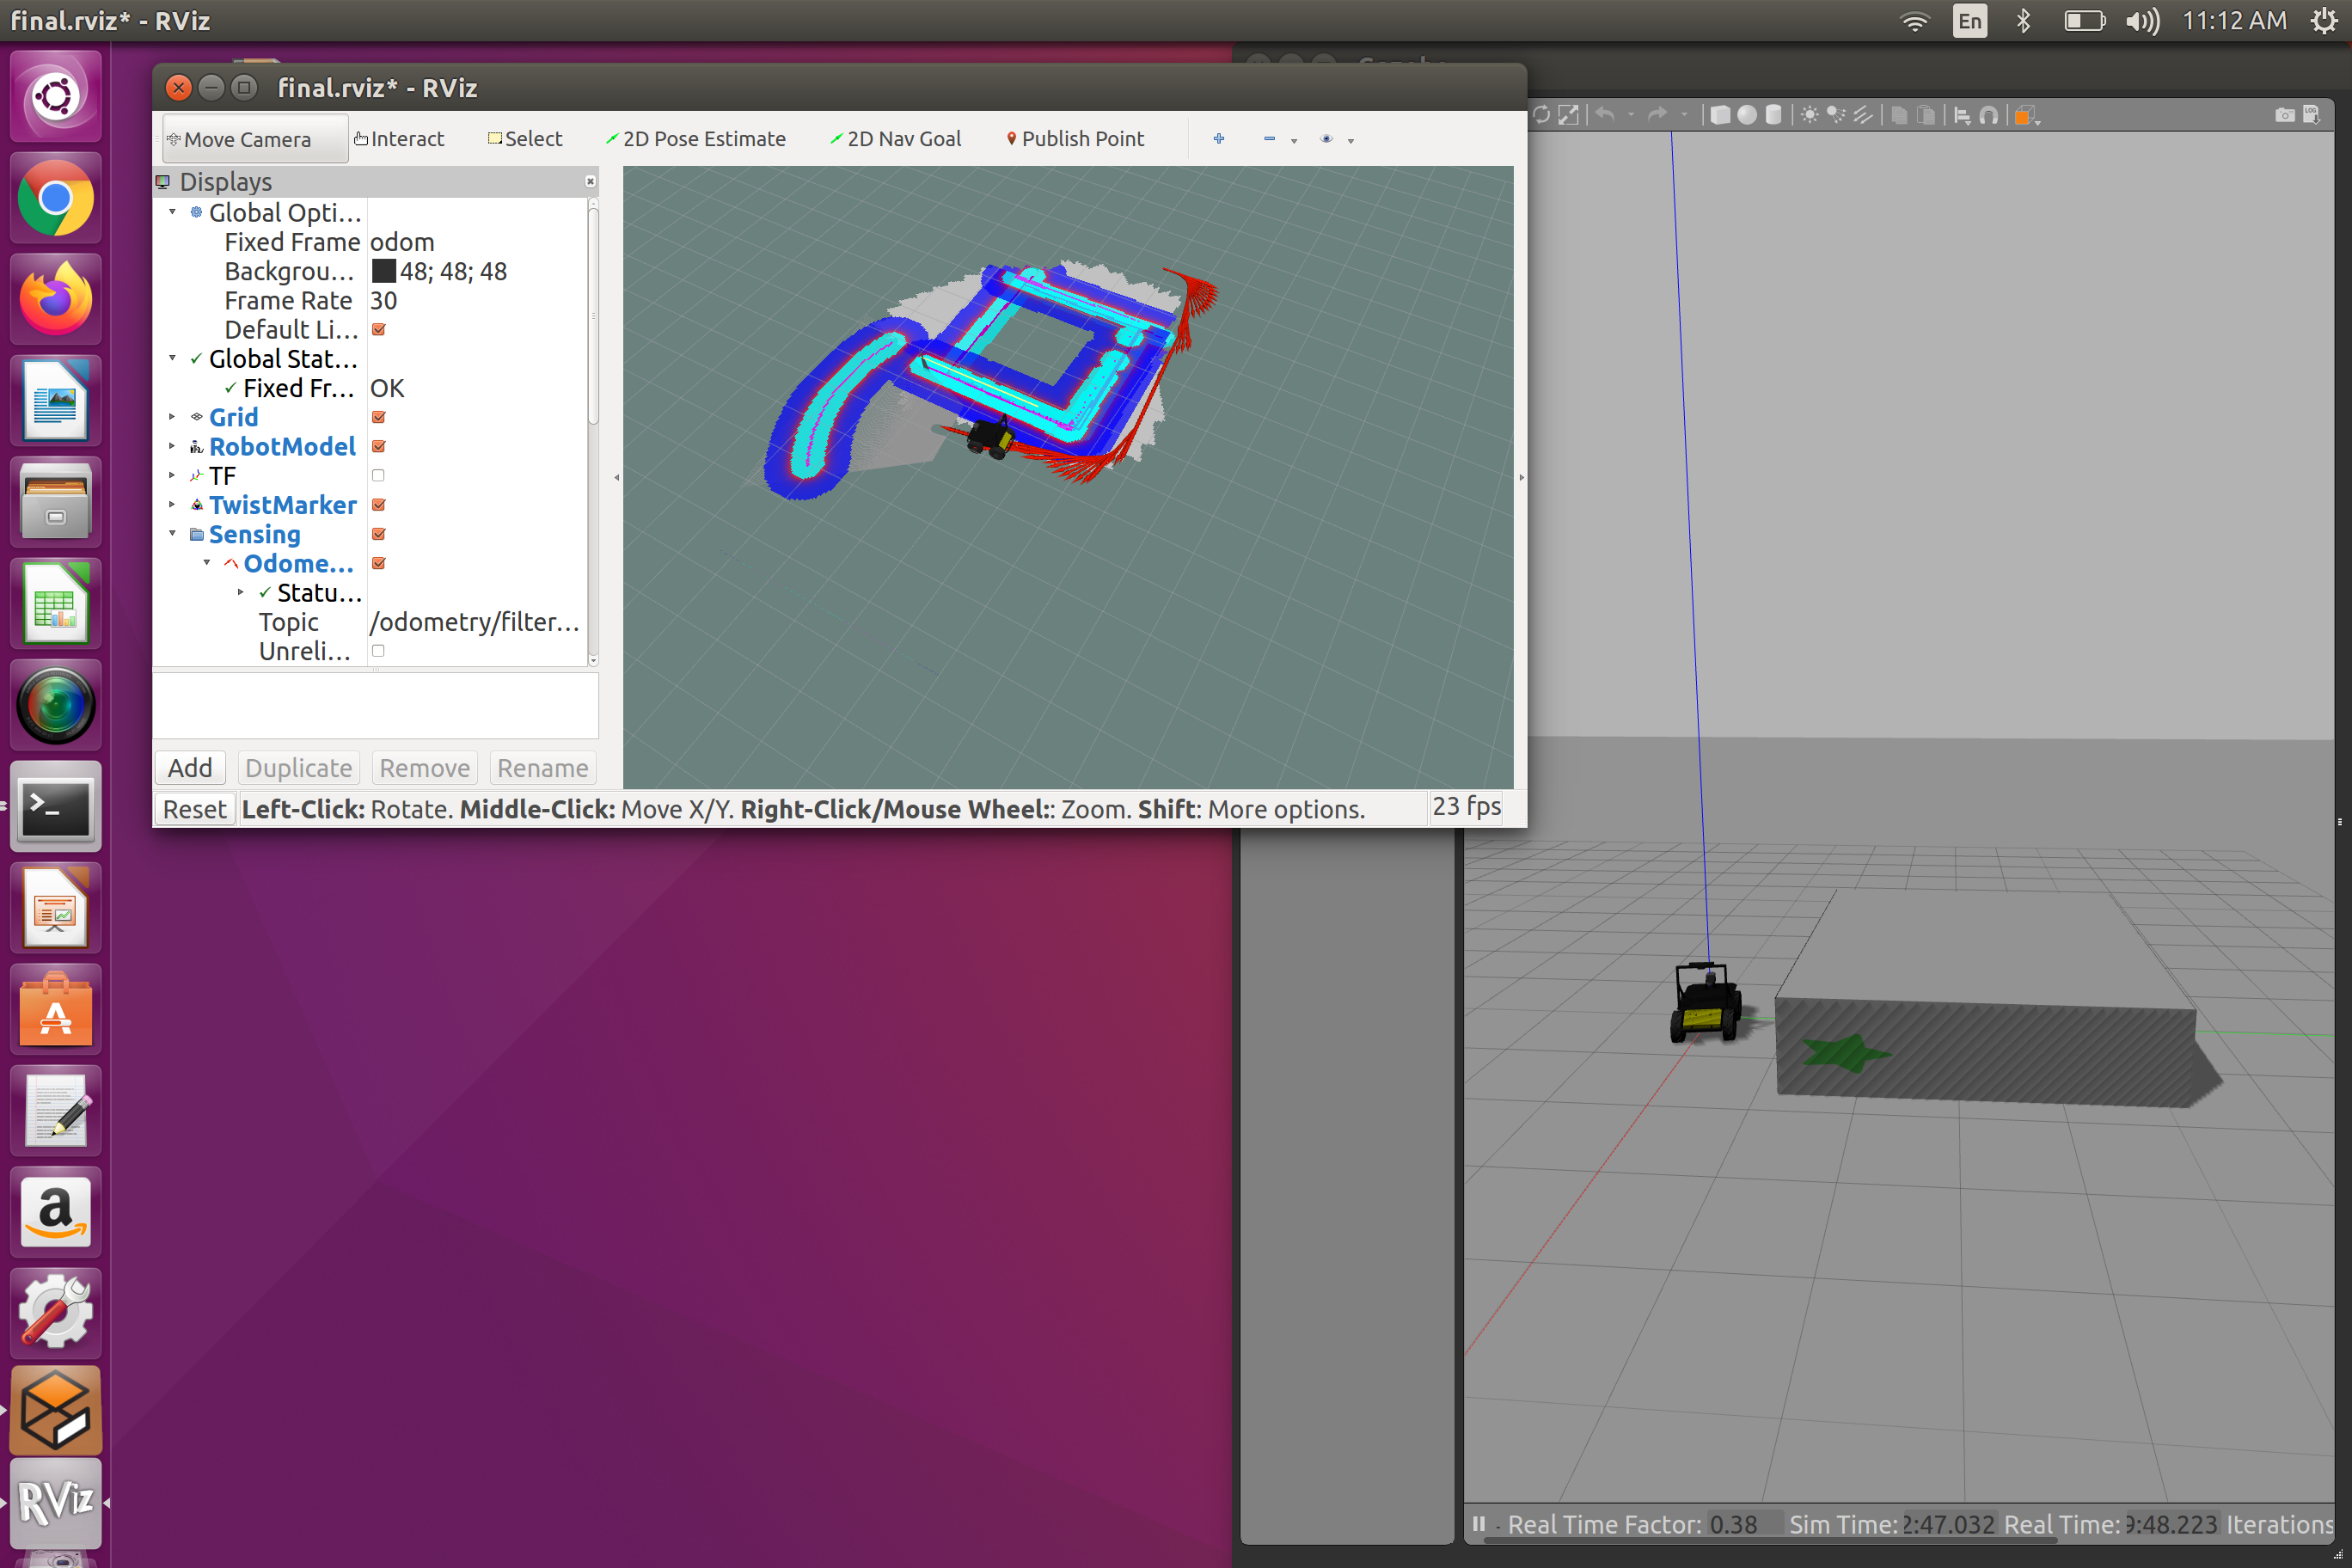 final.rviz* - RViz
En
11:12 AM
final.rviz* - RViz
Move Camera
Interact
Select
2D Pose Estimate
2D Nav Goal
Publish Point
Displays
Global Opti...
Fixed Frame odom
Backgrou... 48; 48; 48
Frame Rate 30
Default Li...
Global Stat...
Fixed Fr... OK
Grid
RobotModel
TF
TwistMarker
Sensing
Odome...
Statu...
Topic /odometry/filter...
Unreli...
Add
Duplicate
Remove
Rename
Reset
Left-Click: Rotate. Middle-Click: Move X/Y. Right-Click/Mouse Wheel:: Zoom. Shift: More options.
23 fps
LOG
a
RViz
Real Time Factor: 0.38 Sim Time: 2:47.032 Real Time: 9:48.223 Iterations